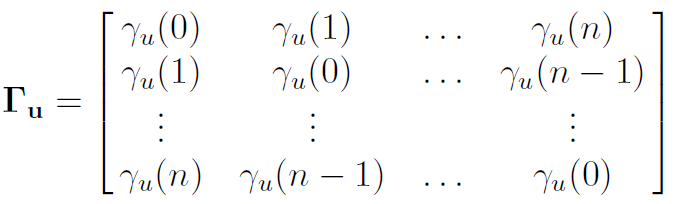 γᵤ(0) γᵤ(1) … γᵤ(n)
γᵤ(1) γᵤ(0) … γᵤ(n − 1)
𝚪ᵤ =
⋮ ⋮ ⋮
γᵤ(n) γᵤ(n − 1) … γᵤ(0)